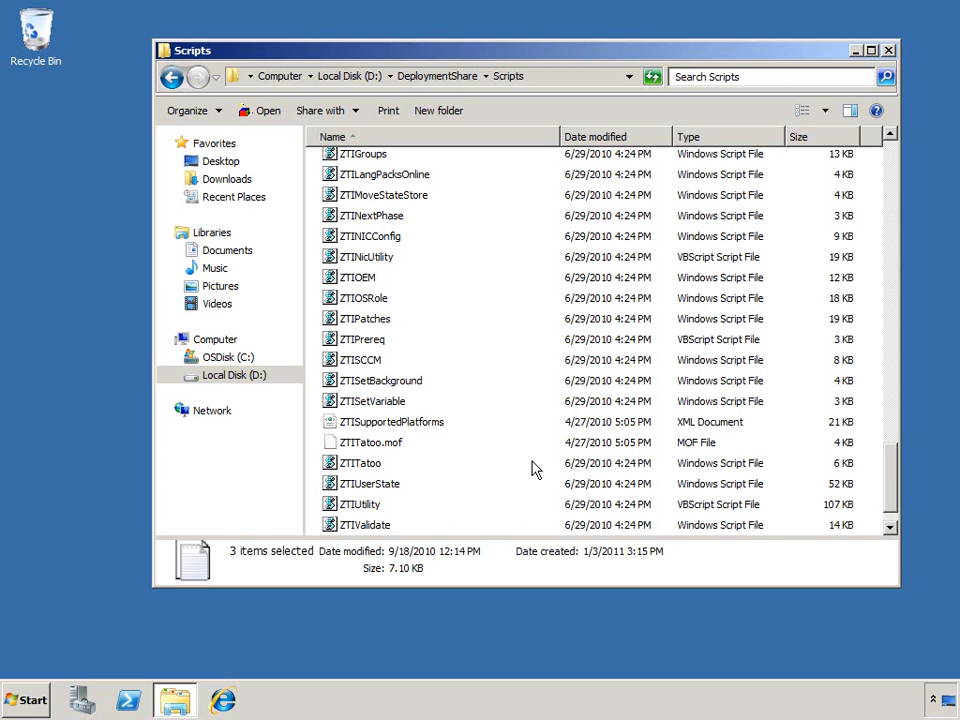 Recycle Bin
Scripts
Computer Local Disk (D:) DeploymentShare Scripts
Search Scripts
Organize Open Share with Print New folder
Favorites
Desktop
Downloads
Recent Places
Libraries
Documents
Music
Pictures
Videos
Computer
OSDisk (C:)
Local Disk (D:)
Network
Name Date modified Type Size
ZTIGroups 6/29/2010 4:24 PM Windows Script File 13 KB
ZTILangPacksOnline 6/29/2010 4:24 PM Windows Script File 4 KB
ZTIMoveStateStore 6/29/2010 4:24 PM Windows Script File 4 KB
ZTINextPhase 6/29/2010 4:24 PM Windows Script File 3 KB
ZTINICConfig 6/29/2010 4:24 PM Windows Script File 9 KB
ZTINicUtility 6/29/2010 4:24 PM VBScript Script File 19 KB
ZTIOEM 6/29/2010 4:24 PM Windows Script File 12 KB
ZTIOSRole 6/29/2010 4:24 PM Windows Script File 18 KB
ZTIPatches 6/29/2010 4:24 PM Windows Script File 19 KB
ZTIPrereq 6/29/2010 4:24 PM VBScript Script File 3 KB
ZTISCCM 6/29/2010 4:24 PM Windows Script File 8 KB
ZTISetBackground 6/29/2010 4:24 PM Windows Script File 4 KB
ZTISetVariable 6/29/2010 4:24 PM Windows Script File 3 KB
ZTISupportedPlatforms 4/27/2010 5:05 PM XML Document 21 KB
ZTITatoo.mof 4/27/2010 5:05 PM MOF File 4 KB
ZTITatoo 6/29/2010 4:24 PM Windows Script File 6 KB
ZTIUserState 6/29/2010 4:24 PM Windows Script File 52 KB
ZTIUtility 6/29/2010 4:24 PM VBScript Script File 107 KB
ZTIValidate 6/29/2010 4:24 PM Windows Script File 14 KB
3 items selected Date modified: 9/18/2010 12:14 PM Date created: 1/3/2011 3:15 PM
Size: 7.10 KB
Start